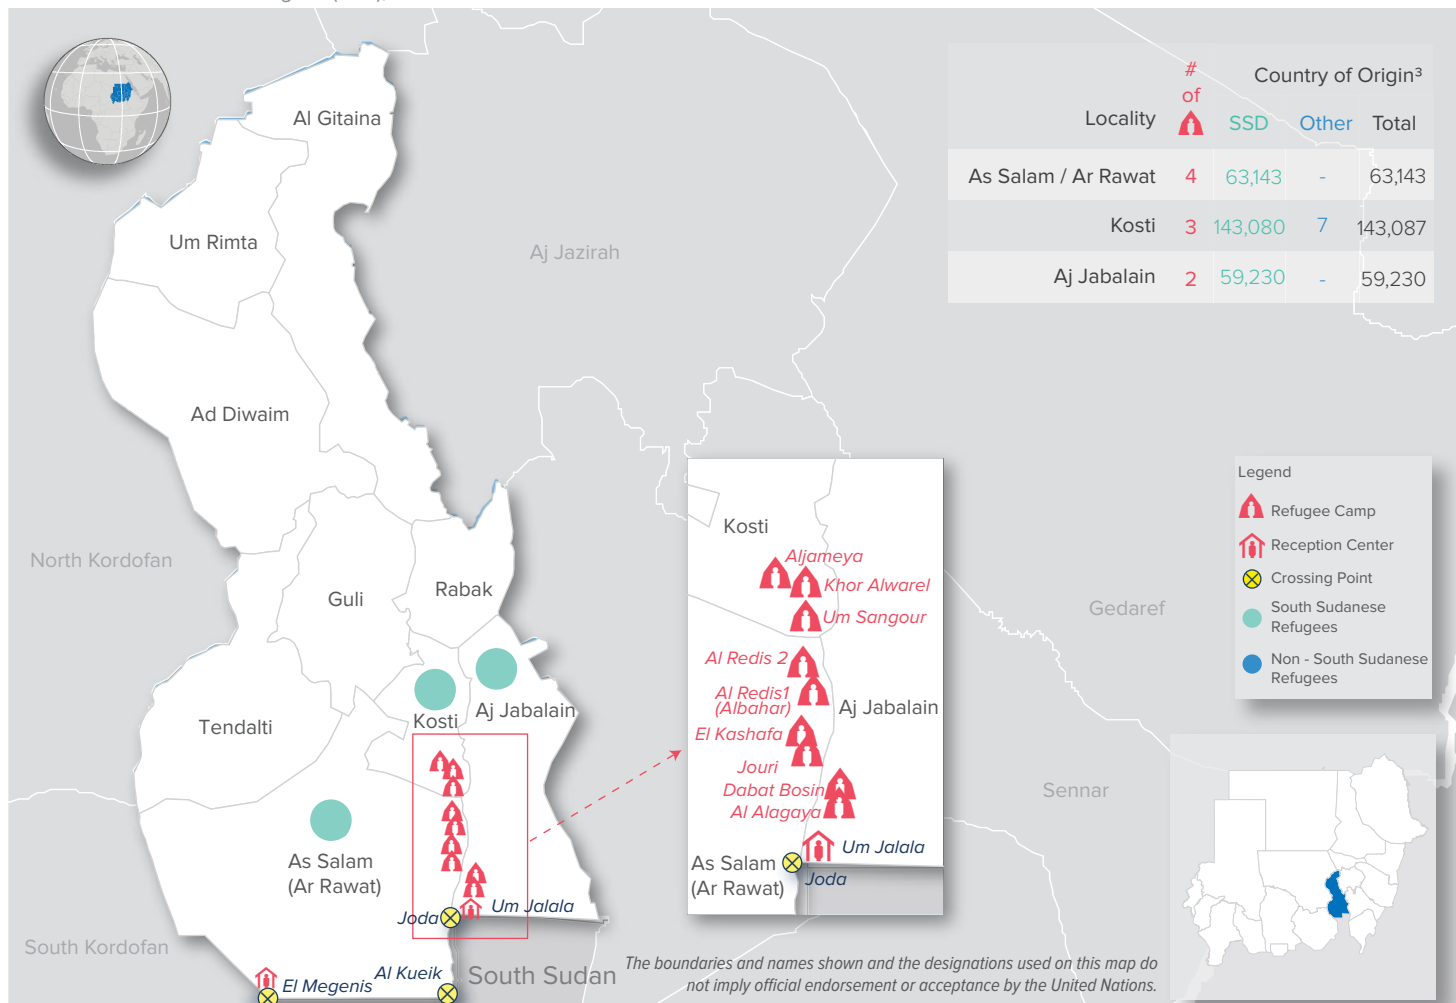 Al Gitaina
Um Rimta
Aj Jazirah
Ad Diwaim
North Kordofan
Guli
Rabak
Tendalti
Kosti
Aj Jabalain
As Salam
(Ar Rawat)
Um Jalala
Joda
South Kordofan
El Megenis
Al Kueik
South Sudan
# of
Country of Origin³
Locality
SSD
Other
Total
As Salam / Ar Rawat 4 63,143 - 63,143
Kosti 3 143,080 7 143,087
Aj Jabalain 2 59,230 - 59,230
Kosti
Aljameya
Khor Alwarel
Um Sangour
Al Redis 2
Al Redis1
(Albahar)
Aj Jabalain
El Kashafa
Jouri
Dabat Bosin
Al Alagaya
Um Jalala
As Salam
(Ar Rawat)
Joda
Gedaref
Sennar
Legend
Refugee Camp
Reception Center
Crossing Point
South Sudanese
Refugees
Non - South Sudanese
Refugees
The boundaries and names shown and the designations used on this map do
not imply official endorsement or acceptance by the United Nations.